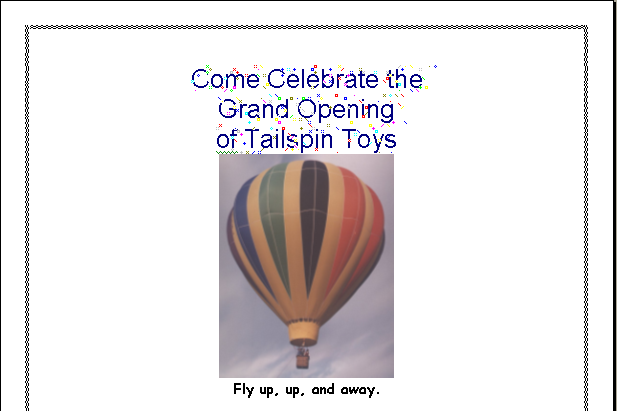 Come Celebrate the
Grand Opening
of Tailspin Toys
Fly up, up, and away.